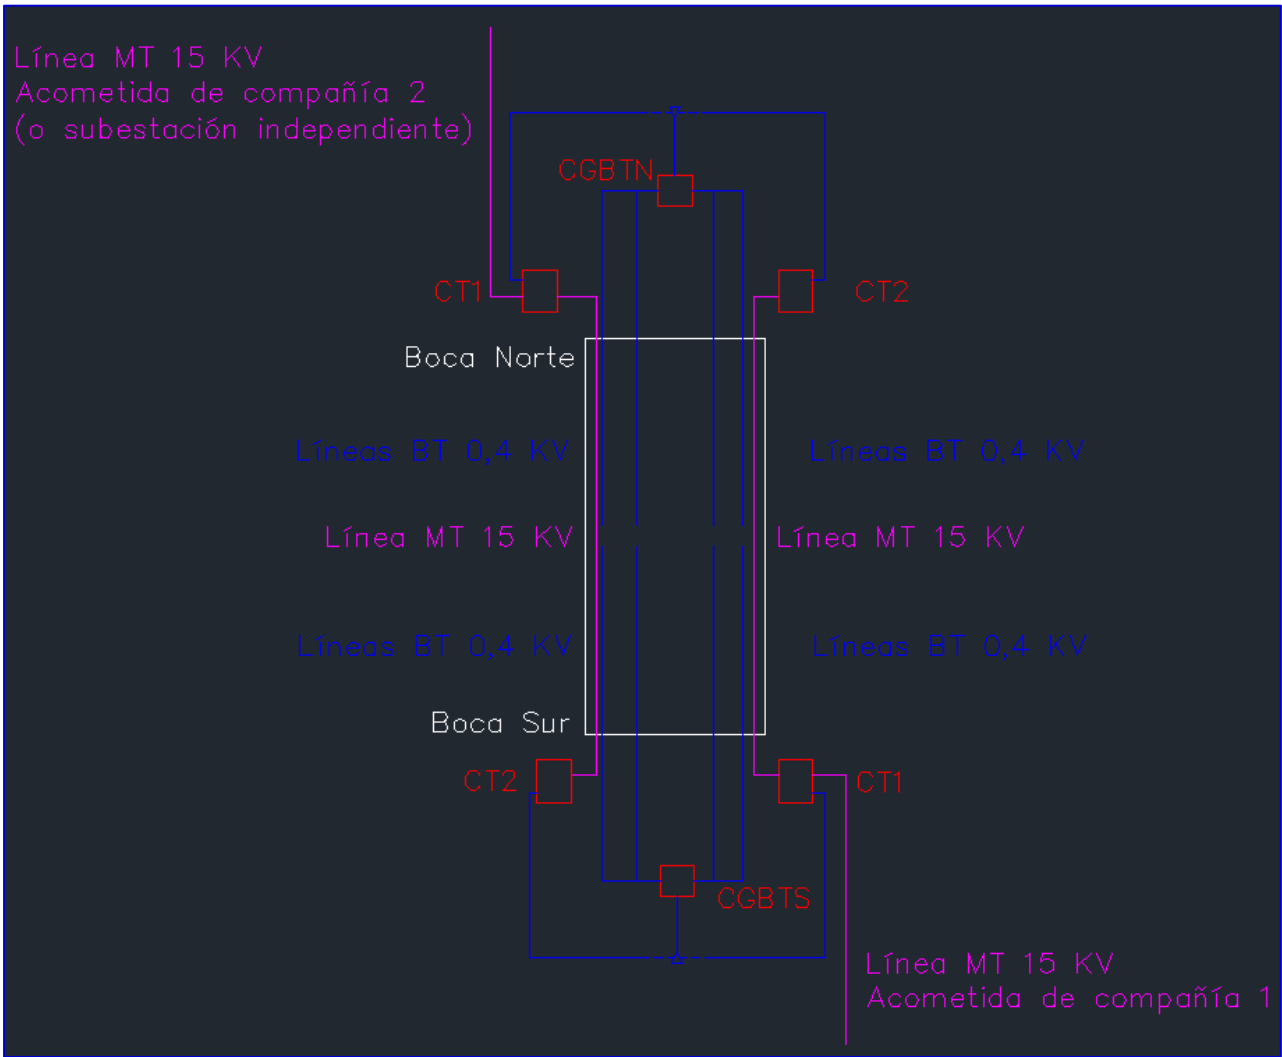 Línea MT 15 KV
Acometida de compañía 2
(o subestación independiente)
CGBTN
CT1
CT2
Boca Norte
Líneas BT 0,4 KV
Líneas BT 0,4 KV
Línea MT 15 KV
Línea MT 15 KV
Líneas BT 0,4 KV
Líneas BT 0,4 KV
Boca Sur
CT2
CT1
CGBTS
Línea MT 15 KV
Acometida de compañía 1